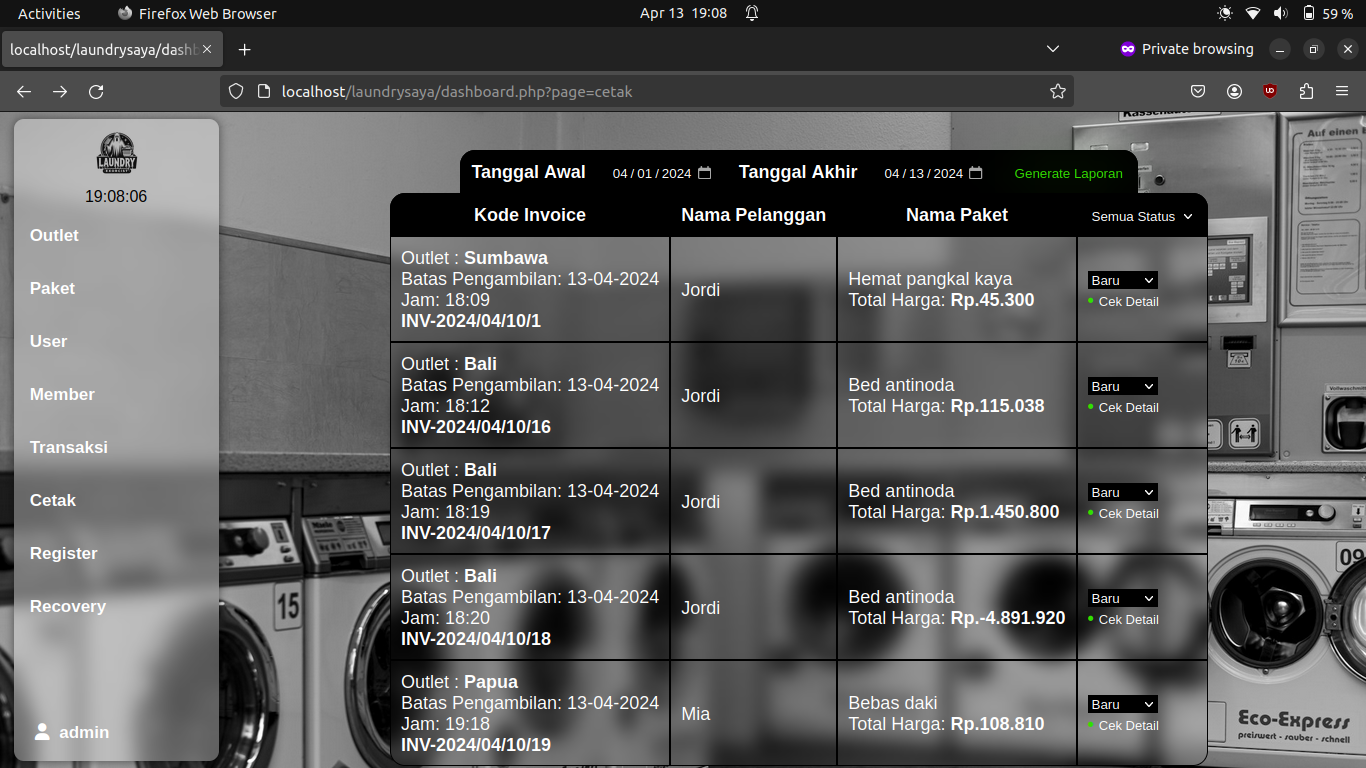 Activities
Firefox Web Browser
Apr 13 19:08
59 %
localhost/laundrysaya/dashb
Private browsing
localhost/laundrysaya/dashboard.php?page=cetak
LAUNDRY
19:08:06
Outlet
Paket
User
Member
Transaksi
Cetak
Register
Recovery
admin
Tanggal Awal 04 / 01 / 2024 Tanggal Akhir 04 / 13 / 2024 Generate Laporan
Kode Invoice Nama Pelanggan Nama Paket Semua Status
Outlet : Sumbawa
Batas Pengambilan: 13-04-2024
Jam: 18:09
INV-2024/04/10/1
Jordi
Hemat pangkal kaya
Total Harga: Rp.45.300
Baru
Cek Detail
Outlet : Bali
Batas Pengambilan: 13-04-2024
Jam: 18:12
INV-2024/04/10/16
Jordi
Bed antinoda
Total Harga: Rp.115.038
Baru
Cek Detail
Outlet : Bali
Batas Pengambilan: 13-04-2024
Jam: 18:19
INV-2024/04/10/17
Jordi
Bed antinoda
Total Harga: Rp.1.450.800
Baru
Cek Detail
Outlet : Bali
Batas Pengambilan: 13-04-2024
Jam: 18:20
INV-2024/04/10/18
Jordi
Bed antinoda
Total Harga: Rp.-4.891.920
Baru
Cek Detail
Outlet : Papua
Batas Pengambilan: 13-04-2024
Jam: 19:18
INV-2024/04/10/19
Mia
Bebas daki
Total Harga: Rp.108.810
Baru
Cek Detail
Auf einen
15
09
Eco-Express
preiswert - sauber - schnell